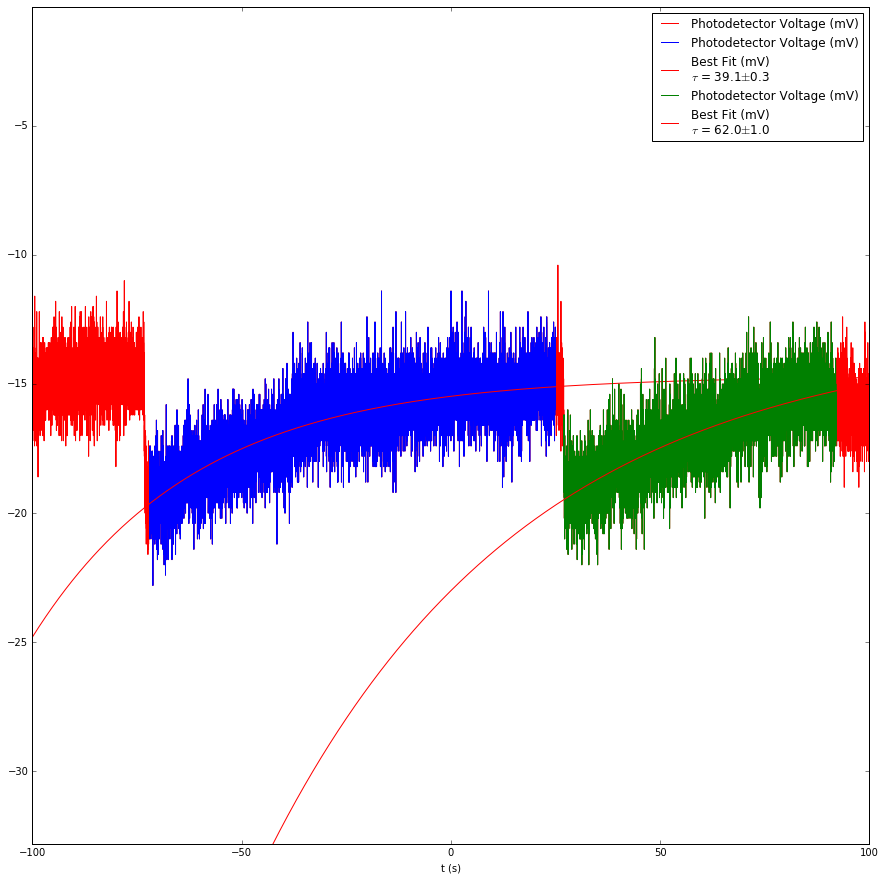 Photodetector Voltage (mV)
Photodetector Voltage (mV)
Best Fit (mV)
τ = 39.1±0.3
Photodetector Voltage (mV)
Best Fit (mV)
τ = 62.0±1.0
−5
−10
−15
−20
−25
−30
−100
−50
0
50
100
t (s)